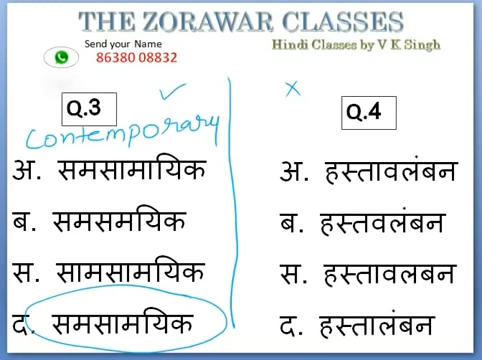 THE ZORAWAR CLASSES
Send your Name
86380 08832
Hindi Classes by V K Singh
Q.3
Contemporary
अ. समसामायिक
ब. समसमयिक
स. सामसामयिक
द. समसामयिक
Q.4
अ. हस्तावलंबन
ब. हस्तवलंबन
स. हस्तावलबन
द. हस्तालंबन